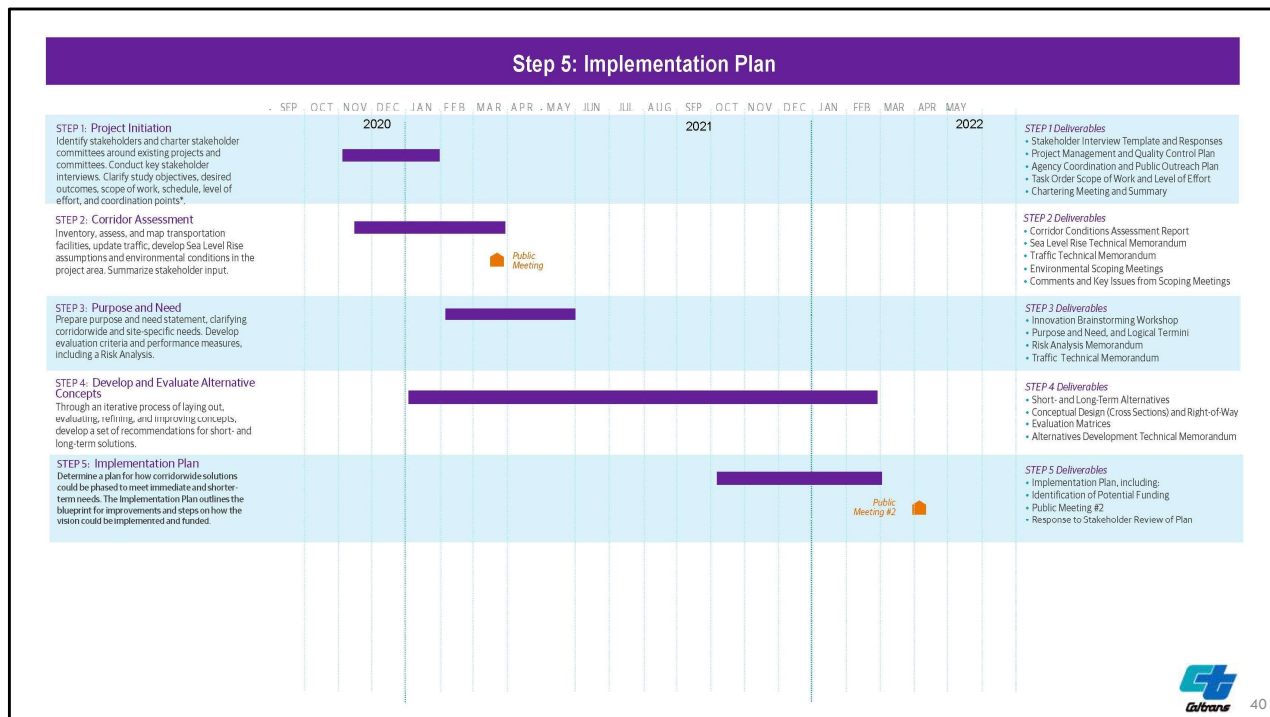 Step 5: Implementation Plan
- SEP OCT NOV DEC JAN FEB MAR APR - MAY JUN JUL AUG SEP OCT NOV DEC JAN FEB MAR APR MAY
2020 2021 2022
STEP 1: Project Initiation
Identify stakeholders and charter stakeholder
committees around existing projects and
committees. Conduct key stakeholder
interviews. Clarify study objectives, desired
outcomes, scope of work, schedule, level of
effort, and coordination points*.
STEP 1 Deliverables
• Stakeholder Interview Template and Responses
• Project Management and Quality Control Plan
• Agency Coordination and Public Outreach Plan
• Task Order Scope of Work and Level of Effort
• Chartering Meeting and Summary
STEP 2: Corridor Assessment
Inventory, assess, and map transportation
facilities, update traffic, develop Sea Level Rise
assumptions and environmental conditions in the
project area. Summarize stakeholder input.
Public
Meeting
STEP 2 Deliverables
• Corridor Conditions Assessment Report
• Sea Level Rise Technical Memorandum
• Traffic Technical Memorandum
• Environmental Scoping Meetings
• Comments and Key Issues from Scoping Meetings
STEP 3: Purpose and Need
Prepare purpose and need statement, clarifying
corridorwide and site-specific needs. Develop
evaluation criteria and performance measures,
including a Risk Analysis.
STEP 3 Deliverables
• Innovation Brainstorming Workshop
• Purpose and Need, and Logical Termini
• Risk Analysis Memorandum
• Traffic Technical Memorandum
STEP 4: Develop and Evaluate Alternative
Concepts
Through an iterative process of laying out,
evaluating, refining, and improving concepts,
develop a set of recommendations for short- and
long-term solutions.
STEP 4 Deliverables
• Short- and Long-Term Alternatives
• Conceptual Design (Cross Sections) and Right-of-Way
• Evaluation Matrices
• Alternatives Development Technical Memorandum
STEP 5: Implementation Plan
Determine a plan for how corridorwide solutions
could be phased to meet immediate and shorter-
term needs. The Implementation Plan outlines the
blueprint for improvements and steps on how the
vision could be implemented and funded.
Public
Meeting #2
STEP 5 Deliverables
• Implementation Plan, including:
• Identification of Potential Funding
• Public Meeting #2
• Response to Stakeholder Review of Plan
Caltrans
40